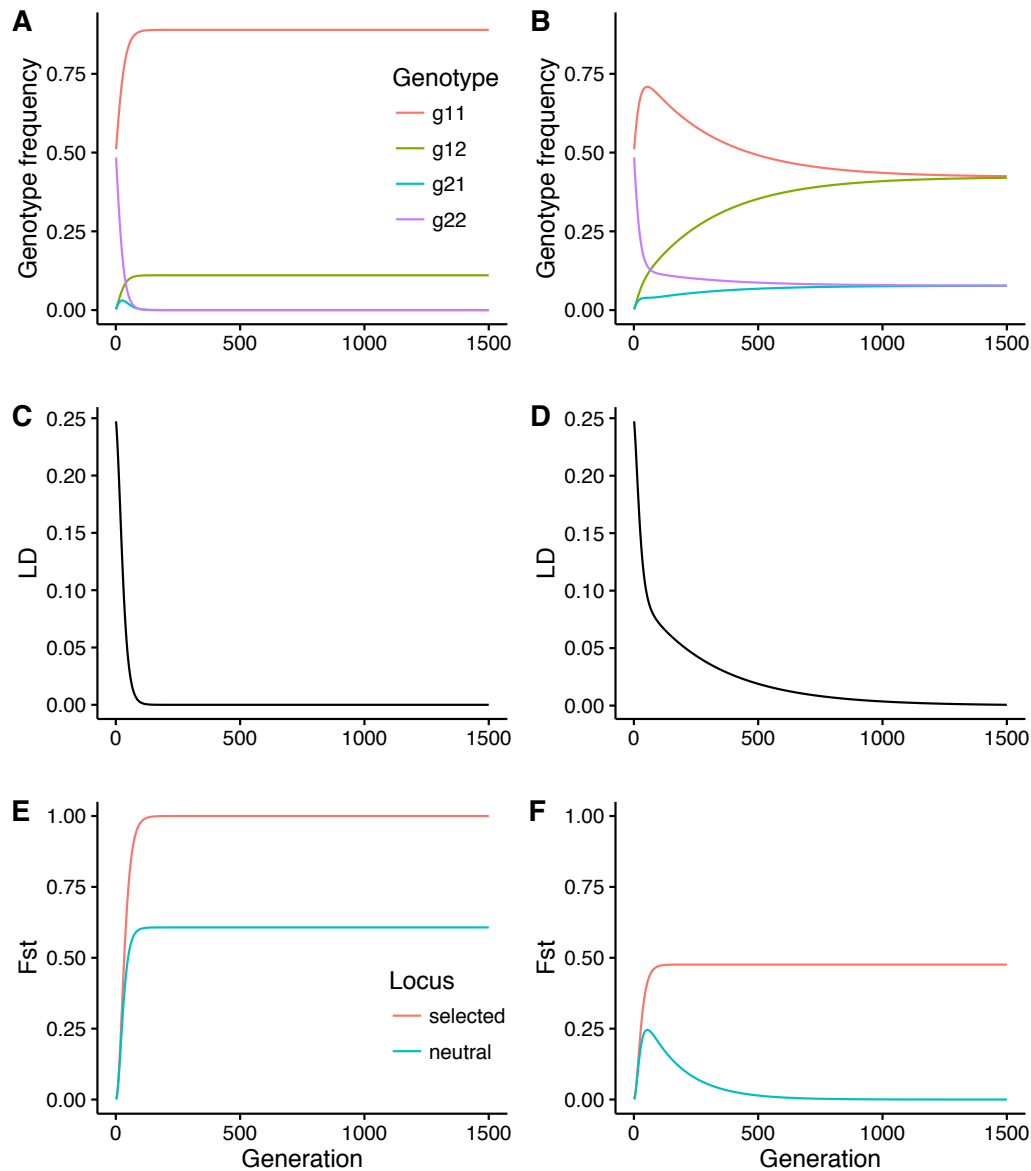 A
B
Genotype frequency
0.75
0.50
0.25
0.00
0
500
1000
1500
Genotype
g11
g12
g21
g22
Genotype frequency
0.75
0.50
0.25
0.00
0
500
1000
1500
C
D
LD
0.25
0.20
0.15
0.10
0.05
0.00
0
500
1000
1500
LD
0.25
0.20
0.15
0.10
0.05
0.00
0
500
1000
1500
E
F
Fst
1.00
0.75
0.50
0.25
0.00
0
500
1000
1500
Generation
Locus
selected
neutral
Fst
1.00
0.75
0.50
0.25
0.00
0
500
1000
1500
Generation